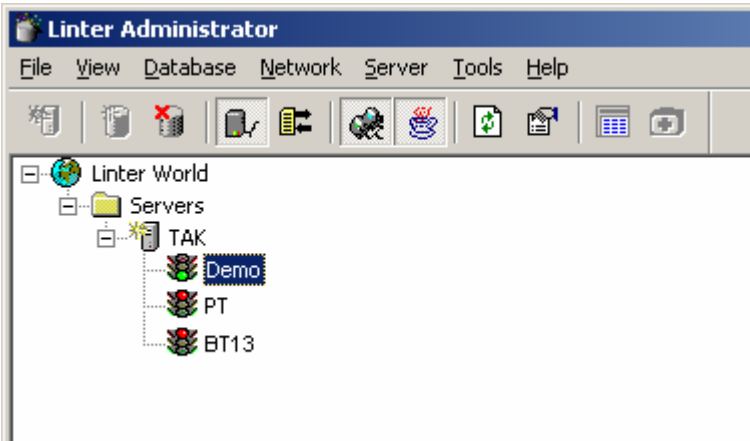 Linter Administrator
File View Database Network Server Tools Help
Linter World
Servers
TAK
Demo
PT
BT13